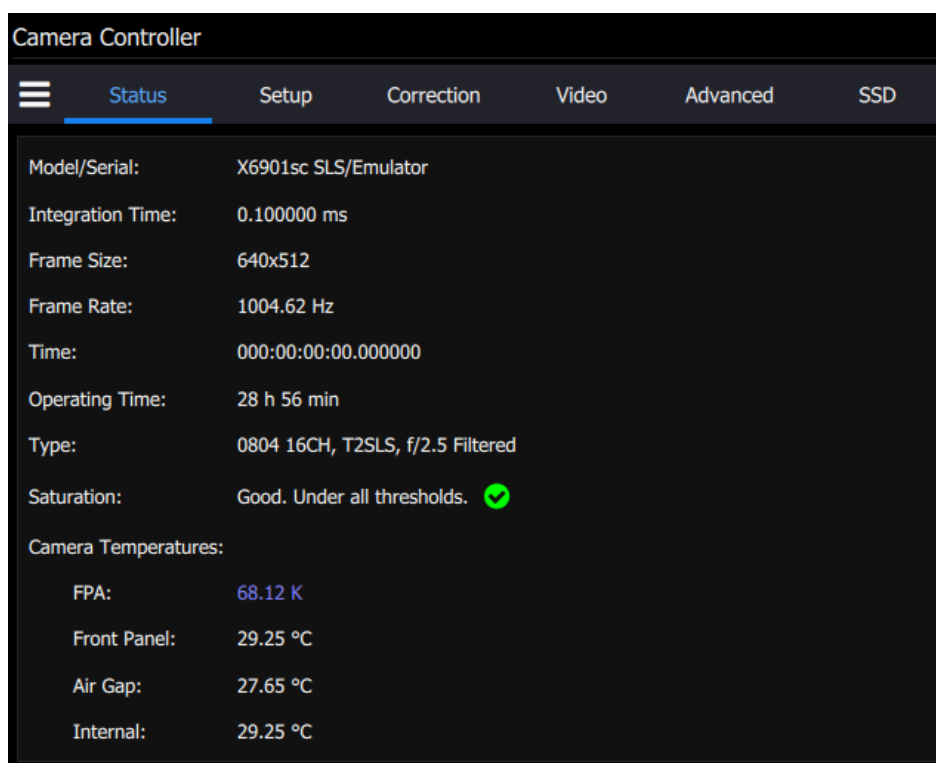 Camera Controller
Status Setup Correction Video Advanced SSD
Model/Serial: X6901sc SLS/Emulator
Integration Time: 0.100000 ms
Frame Size: 640x512
Frame Rate: 1004.62 Hz
Time: 000:00:00:00.000000
Operating Time: 28 h 56 min
Type: 0804 16CH, T2SLS, f/2.5 Filtered
Saturation: Good. Under all thresholds.
Camera Temperatures:
FPA: 68.12 K
Front Panel: 29.25 °C
Air Gap: 27.65 °C
Internal: 29.25 °C